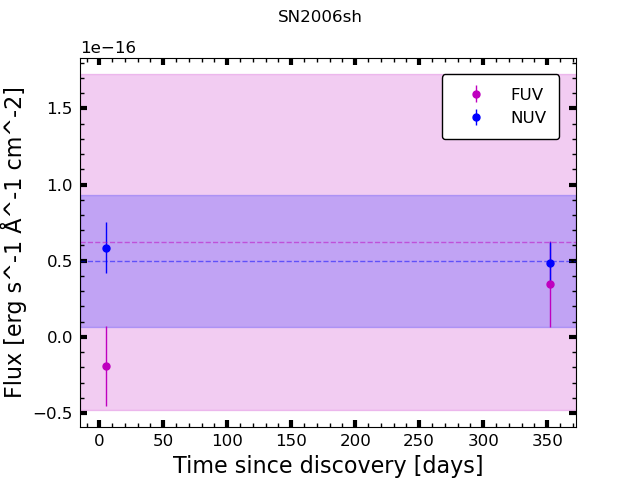 SN2006sh
1e−16
FUV
NUV
1.5
1.0
0.5
0.0
−0.5
Flux [erg s^-1 Å^-1 cm^-2]
0 50 100 150 200 250 300 350
Time since discovery [days]